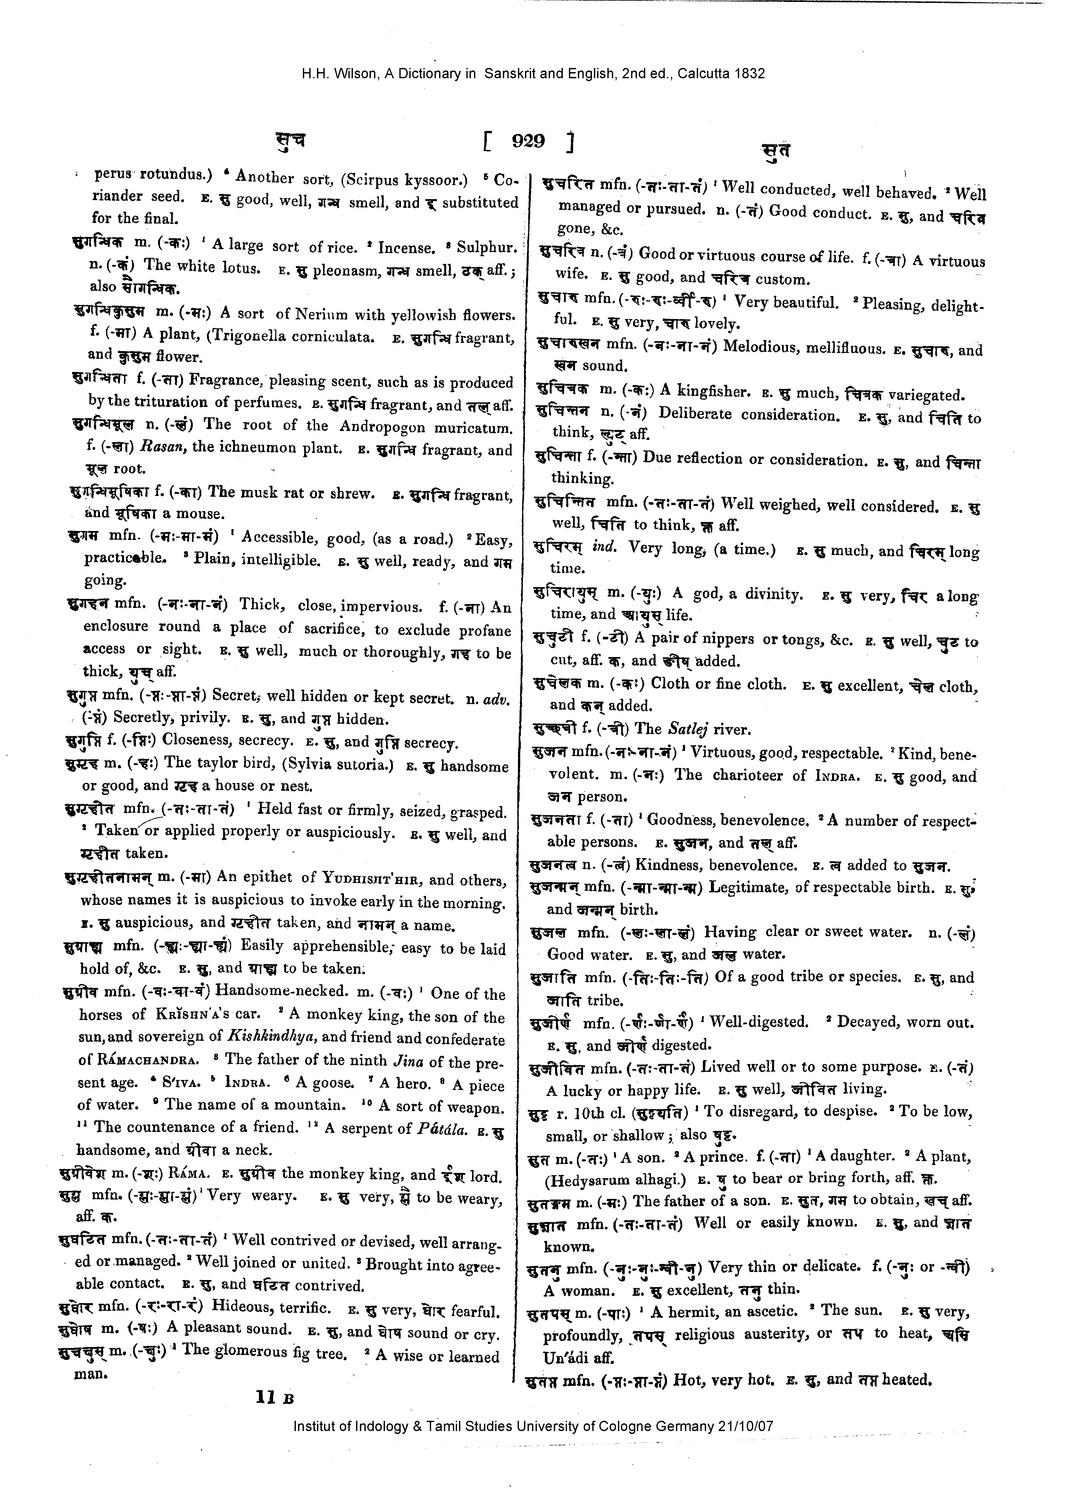 H.H. Wilson, A Dictionary in Sanskrit and English, 2nd ed., Calcutta 1832
सुच [ 929 ] सुत
perus rotundus.) ⁴ Another sort, (Scirpus kyssoor.) ⁵ Co-
riander seed. E. सु good, well, गन्ध smell, and इ substituted
for the final.
सुगन्धिक m. (-कः) ¹ A large sort of rice. ² Incense. ³ Sulphur.
n. (-कं) The white lotus. E. सु pleonasm, गन्ध smell, ठक् aff.;
also सौगन्धिक.
सुगन्धिकुसुम m. (-मः) A sort of Nerium with yellowish flowers.
f. (-मा) A plant, (Trigonella corniculata. E. सुगन्धि fragrant,
and कुसुम flower.
सुगन्धिता f. (-ता) Fragrance, pleasing scent, such as is produced
by the trituration of perfumes. E. सुगन्धि fragrant, and तल् aff.
सुगन्धिमूल n. (-लं) The root of the Andropogon muricatum.
f. (-ला) Rasan, the ichneumon plant. E. सुगन्धि fragrant, and
मूल root.
सुगन्धिमूषिका f. (-का) The musk rat or shrew. E. सुगन्धि fragrant,
and मूषिका a mouse.
सुगम mfn. (-मः-मा-मं) ¹ Accessible, good, (as a road.) ² Easy,
practicable. ³ Plain, intelligible. E. सु well, ready, and गम
going.
सुगहन mfn. (-नः-ना-नं) Thick, close, impervious. f. (-ना) An
enclosure round a place of sacrifice, to exclude profane
access or sight. E. सु well, much or thoroughly, गह to be
thick, युच् aff.
सुगुप्त mfn. (-प्तः-प्ता-प्तं) Secret, well hidden or kept secret. n. adv.
(-प्तं) Secretly, privily. E. सु, and गुप्त hidden.
सुगुप्ति f. (-प्तिः) Closeness, secrecy. E. सु, and गुप्ति secrecy.
सुगृह m. (-हः) The taylor bird, (Sylvia sutoria.) E. सु handsome
or good, and गृह a house or nest.
सुगृहीत mfn. (-तः-ता-तं) ¹ Held fast or firmly, seized, grasped.
² Taken or applied properly or auspiciously. E. सु well, and
गृहीत taken.
सुगृहीतनामन् m. (-मा) An epithet of YUDHISHT'HIR, and others,
whose names it is auspicious to invoke early in the morning.
E. सु auspicious, and गृहीत taken, and नामन् a name.
सुग्राह्य mfn. (-ह्यः-ह्या-ह्यं) Easily apprehensible, easy to be laid
hold of, &c. E. सु, and ग्राह्य to be taken.
सुग्रीव mfn. (-वः-वा-वं) Handsome-necked. m. (-वः) ¹ One of the
horses of KRĬSHN'A's car. ² A monkey king, the son of the
sun, and sovereign of Kishkindhya, and friend and confederate
of RÁMACHANDRA. ³ The father of the ninth Jina of the pre-
sent age. ⁴ S'IVA. ⁵ INDRA. ⁶ A goose. ⁷ A hero. ⁸ A piece
of water. ⁹ The name of a mountain. ¹⁰ A sort of weapon.
¹¹ The countenance of a friend. ¹² A serpent of Pátála. E. सु
handsome, and ग्रीवा a neck.
सुग्रीवेश m. (-शः) RÁMA. E. सुग्रीव the monkey king, and ईश lord.
सुग्ल mfn. (-ग्लः-ग्ला-ग्लं) ¹ Very weary. E. सु very, ग्लै to be weary,
aff. क.
सुघटित mfn. (-तः-ता-तं) ¹ Well contrived or devised, well arrang-
ed or managed. ² Well joined or united. ³ Brought into agree-
able contact. E. सु, and घटित contrived.
सुघोर mfn. (-रः-रा-रं) Hideous, terrific. E. सु very, घोर fearful.
सुघोष m. (-षः) A pleasant sound. E. सु, and घोष sound or cry.
सुचक्षुस् m. (-क्षुः) ¹ The glomerous fig tree. ² A wise or learned
man.
11 B
सुचरित mfn. (-तः-ता-तं) ¹ Well conducted, well behaved. ² Well
managed or pursued. n. (-तं) Good conduct. E. सु, and चरित
gone, &c.
सुचरित्र n. (-त्रं) Good or virtuous course of life. f. (-त्रा) A virtuous
wife. E. सु good, and चरित्र custom.
सुचारु mfn. (-रुः-रुः-र्व्वी-रु) ¹ Very beautiful. ² Pleasing, delight-
ful. E. सु very, चारु lovely.
सुचारुस्वन mfn. (-नः-ना-नं) Melodious, mellifluous. E. सुचारु, and
स्वन sound.
सुचित्रक m. (-कः) A kingfisher. E. सु much, चित्रक variegated.
सुचिन्तन n. (-नं) Deliberate consideration. E. सु, and चिति to
think, ल्युट् aff.
सुचिन्ता f. (-न्ता) Due reflection or consideration. E. सु, and चिन्ता
thinking.
सुचिन्तित mfn. (-तः-ता-तं) Well weighed, well considered. E. सु
well, चिति to think, क्त aff.
सुचिरम् ind. Very long, (a time.) E. सु much, and चिरम् long
time.
सुचिरायुस् m. (-युः) A god, a divinity. E. सु very, चिर a long
time, and आयुस् life.
सुचुटी f. (-टी) A pair of nippers or tongs, &c. E. सु well, चुट to
cut, aff. क, and ङीष् added.
सुचेलक m. (-कः) Cloth or fine cloth. E. सु excellent, चेल cloth,
and कन् added.
सुच्छत्री f. (-त्री) The Satlej river.
सुजन mfn. (-नः-ना-नं) ¹ Virtuous, good, respectable. ² Kind, bene-
volent. m. (-नः) The charioteer of INDRA. E. सु good, and
जन person.
सुजनता f. (-ता) ¹ Goodness, benevolence. ² A number of respect-
able persons. E. सुजन, and तल् aff.
सुजनत्व n. (-त्वं) Kindness, benevolence. E. त्व added to सुजन.
सुजन्मन् mfn. (-न्मा-न्मा-न्म) Legitimate, of respectable birth. E. सु,
and जन्मन् birth.
सुजल mfn. (-लः-ला-लं) Having clear or sweet water. n. (-लं)
Good water. E. सु, and जल water.
सुजाति mfn. (-तिः-तिः-ति) Of a good tribe or species. E. सु, and
जाति tribe.
सुजीर्ण mfn. (-र्णः-र्णा-र्णं) ¹ Well-digested. ² Decayed, worn out.
E. सु, and जीर्ण digested.
सुजीवित mfn. (-तः-ता-तं) Lived well or to some purpose. n. (-तं)
A lucky or happy life. E. सु well, जीवित living.
सुट्ट r. 10th cl. (सुट्टयति) ¹ To disregard, to despise. ² To be low,
small, or shallow; also षुट्ट.
सुत m. (-तः) ¹ A son. ² A prince. f. (-ता) ¹ A daughter. ² A plant,
(Hedysarum alhagi.) E. षु to bear or bring forth, aff. क्त.
सुतङ्गम m. (-मः) The father of a son. E. सुत, गम to obtain, खच् aff.
सुज्ञात mfn. (-तः-ता-तं) Well or easily known. E. सु, and ज्ञात
known.
सुतनु mfn. (-नुः-नुः-न्वी-नु) Very thin or delicate. f. (-नुः or -न्वी)
A woman. E. सु excellent, तनु thin.
सुतपस् m. (-पाः) ¹ A hermit, an ascetic. ² The sun. E. सु very,
profoundly, तपस् religious austerity, or तप to heat, असि
Un'ádi aff.
सुतप्त mfn. (-प्तः-प्ता-प्तं) Hot, very hot. E. सु, and तप्त heated.
Institut of Indology & Tamil Studies University of Cologne Germany 21/10/07